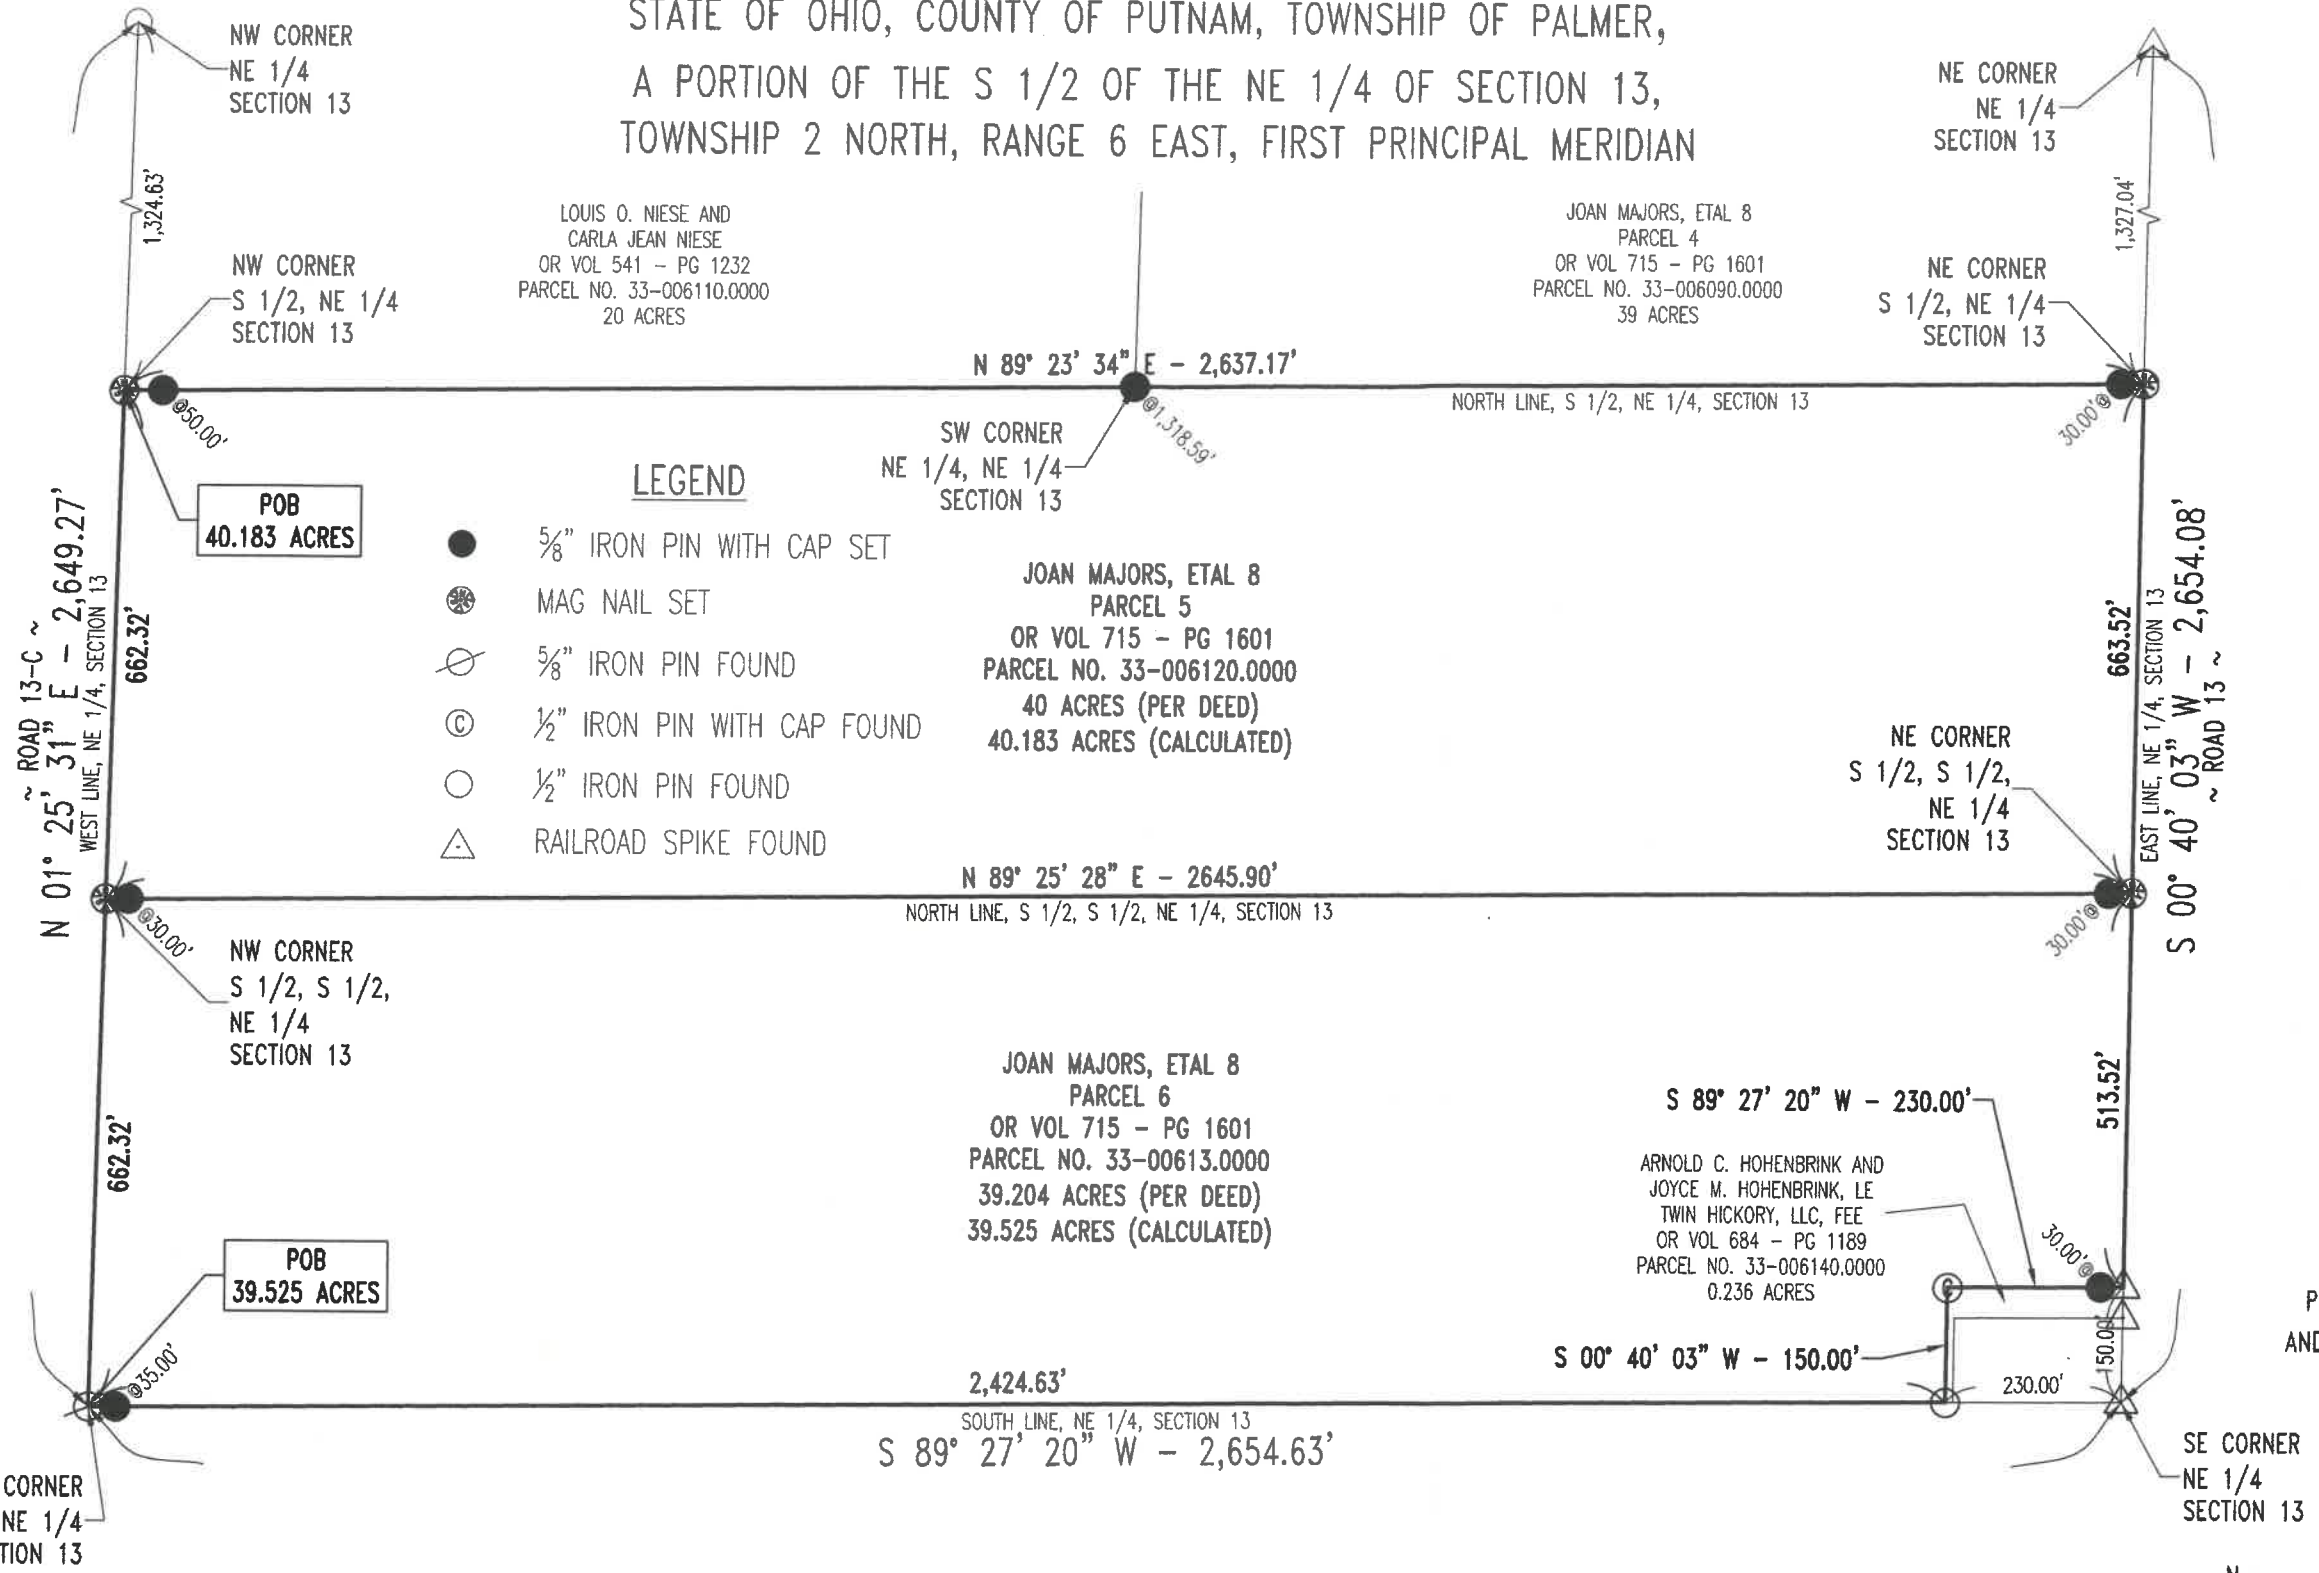 STATE OF OHIO, COUNTY OF PUTNAM, TOWNSHIP OF PALMER,
A PORTION OF THE S 1/2 OF THE NE 1/4 OF SECTION 13,
TOWNSHIP 2 NORTH, RANGE 6 EAST, FIRST PRINCIPAL MERIDIAN
NW CORNER
NE 1/4
SECTION 13
NE CORNER
NE 1/4
SECTION 13
1,324.63'
1,327.04'
LOUIS O. NIESE AND
CARLA JEAN NIESE
OR VOL 541 - PG 1232
PARCEL NO. 33-006110.0000
20 ACRES
JOAN MAJORS, ETAL 8
PARCEL 4
OR VOL 715 - PG 1601
PARCEL NO. 33-006090.0000
39 ACRES
NW CORNER
S 1/2, NE 1/4
SECTION 13
NE CORNER
S 1/2, NE 1/4
SECTION 13
N 89° 23' 34" E - 2,637.17'
NORTH LINE, S 1/2, NE 1/4, SECTION 13
@50.00'
@1,318.59'
30.00'@
SW CORNER
NE 1/4, NE 1/4
SECTION 13
POB
40.183 ACRES
LEGEND
5/8" IRON PIN WITH CAP SET
MAG NAIL SET
5/8" IRON PIN FOUND
C
1/2" IRON PIN WITH CAP FOUND
1/2" IRON PIN FOUND
RAILROAD SPIKE FOUND
JOAN MAJORS, ETAL 8
PARCEL 5
OR VOL 715 - PG 1601
PARCEL NO. 33-006120.0000
40 ACRES (PER DEED)
40.183 ACRES (CALCULATED)
~ ROAD 13-C ~
N 01° 25' 31" E - 2,649.27'
WEST LINE, NE 1/4, SECTION 13
662.32'
663.52'
EAST LINE, NE 1/4, SECTION 13
S 00° 40' 03" W - 2,654.08'
~ ROAD 13 ~
NE CORNER
S 1/2, S 1/2,
NE 1/4
SECTION 13
N 89° 25' 28" E - 2645.90'
NORTH LINE, S 1/2, S 1/2, NE 1/4, SECTION 13
@30.00'
30.00'@
NW CORNER
S 1/2, S 1/2,
NE 1/4
SECTION 13
JOAN MAJORS, ETAL 8
PARCEL 6
OR VOL 715 - PG 1601
PARCEL NO. 33-00613.0000
39.204 ACRES (PER DEED)
39.525 ACRES (CALCULATED)
662.32'
513.52'
S 89° 27' 20" W - 230.00'
ARNOLD C. HOHENBRINK AND
JOYCE M. HOHENBRINK, LE
TWIN HICKORY, LLC, FEE
OR VOL 684 - PG 1189
PARCEL NO. 33-006140.0000
0.236 ACRES
30.00'@
C
POB
39.525 ACRES
@35.00'
S 00° 40' 03" W - 150.00'
150.00'
230.00'
2,424.63'
SOUTH LINE, NE 1/4, SECTION 13
S 89° 27' 20" W - 2,654.63'
P
AND
SE CORNER
NE 1/4
SECTION 13
CORNER
NE 1/4
TION 13